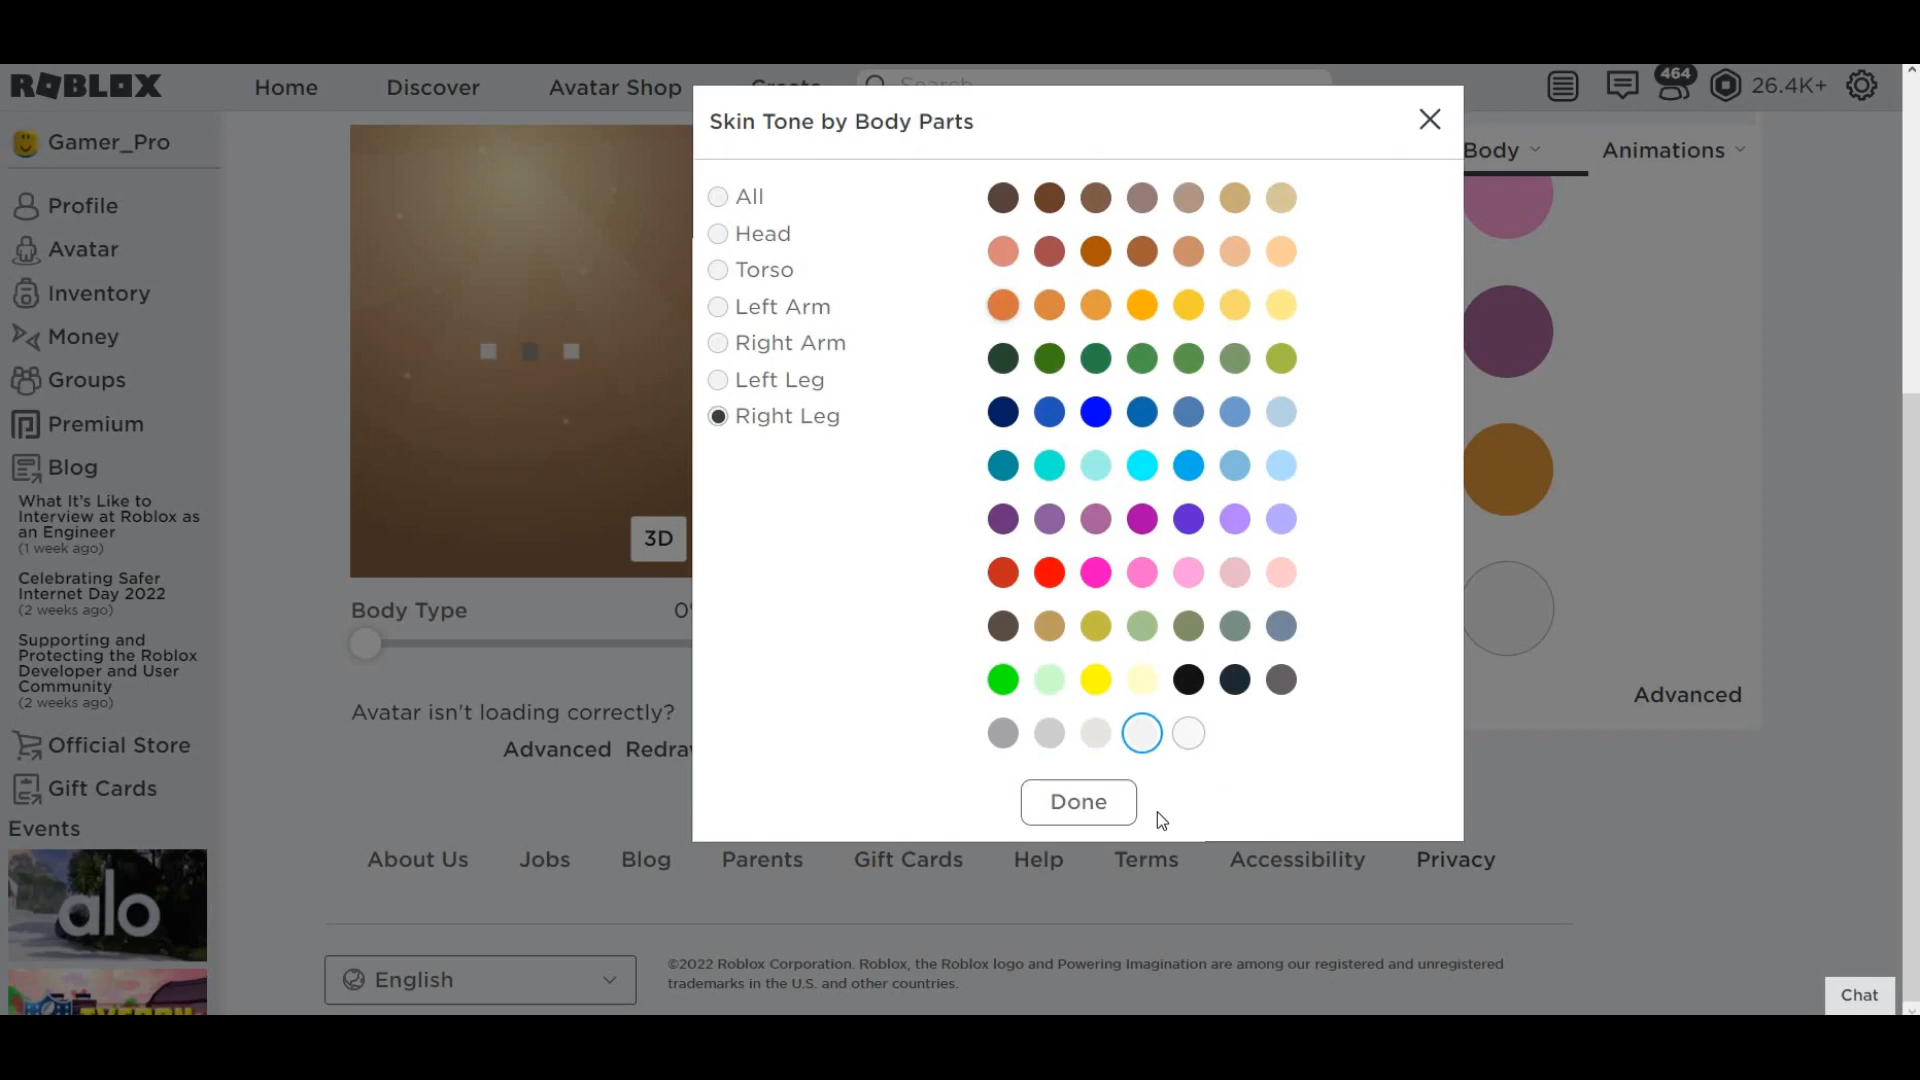 ROBLOX
Home
Discover
Avatar Shop
Create
Search
464
26.4K+
Gamer_Pro
Profile
Avatar
Inventory
Money
Groups
Premium
Blog
What It's Like to
Interview at Roblox as
an Engineer
(1 week ago)
Celebrating Safer
Internet Day 2022
(2 weeks ago)
Supporting and
Protecting the Roblox
Developer and User
Community
(2 weeks ago)
Official Store
Gift Cards
Events
alo
3D
Body Type
Avatar isn't loading correctly?
Advanced
Skin Tone by Body Parts
All
Head
Torso
Left Arm
Right Arm
Left Leg
Right Leg
Done
Body
Animations
Advanced
About Us
Jobs
Blog
Parents
Gift Cards
Help
Terms
Accessibility
Privacy
English
©2022 Roblox Corporation. Roblox, the Roblox logo and Powering Imagination are among our registered and unregistered
trademarks in the U.S. and other countries.
Chat